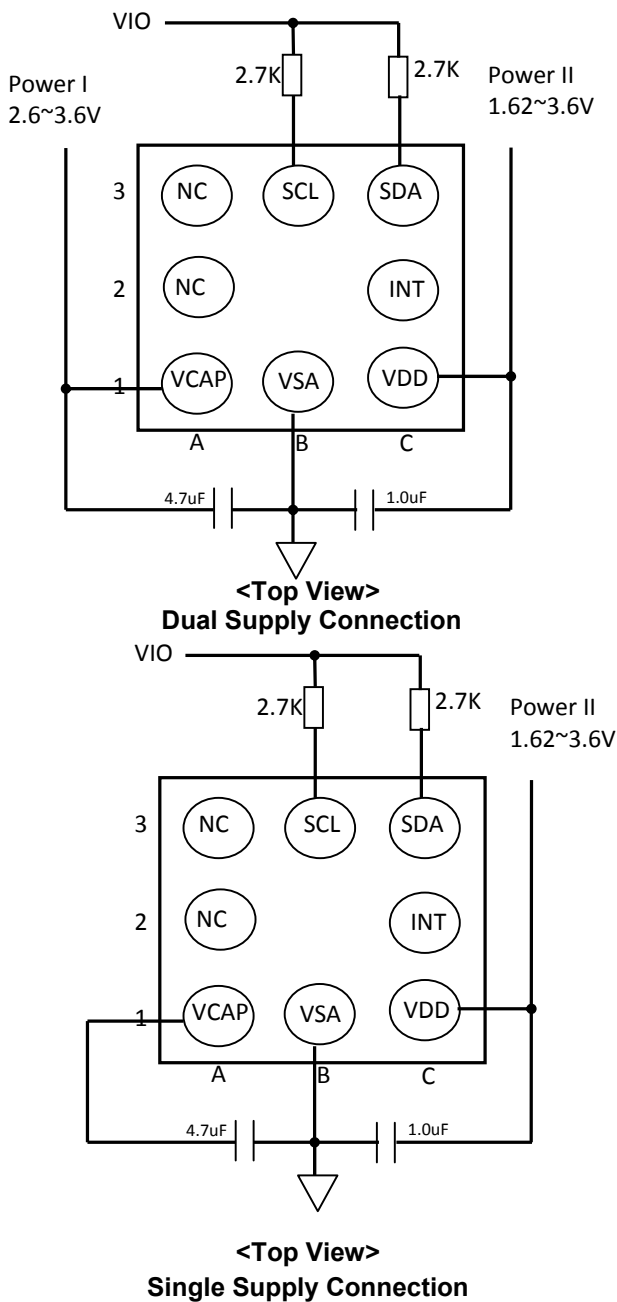 VIO
2.7K
2.7K
Power I
2.6~3.6V
Power II
1.62~3.6V
3 NC SCL SDA
2 NC INT
1 VCAP VSA VDD
A B C
4.7uF 1.0uF
<Top View>
Dual Supply Connection
VIO
2.7K
2.7K
Power II
1.62~3.6V
3 NC SCL SDA
2 NC INT
1 VCAP VSA VDD
A B C
4.7uF 1.0uF
<Top View>
Single Supply Connection